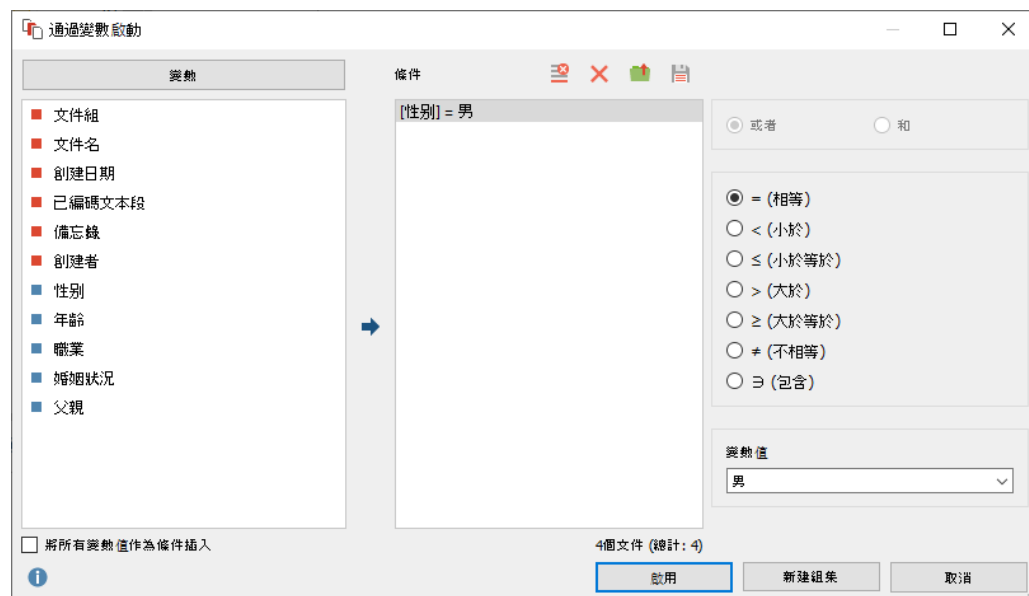 通過變數啟動
變數
條件
文件組
文件名
創建日期
已編碼文本段
備忘錄
創建者
性别
年齡
職業
婚姻狀況
父親
[性别] = 男
或者
和
= (相等)
< (小於)
≤ (小於等於)
> (大於)
≥ (大於等於)
≠ (不相等)
∋ (包含)
變數值
男
將所有變數值作為條件插入
4個文件 (總計: 4)
啟用
新建組集
取消